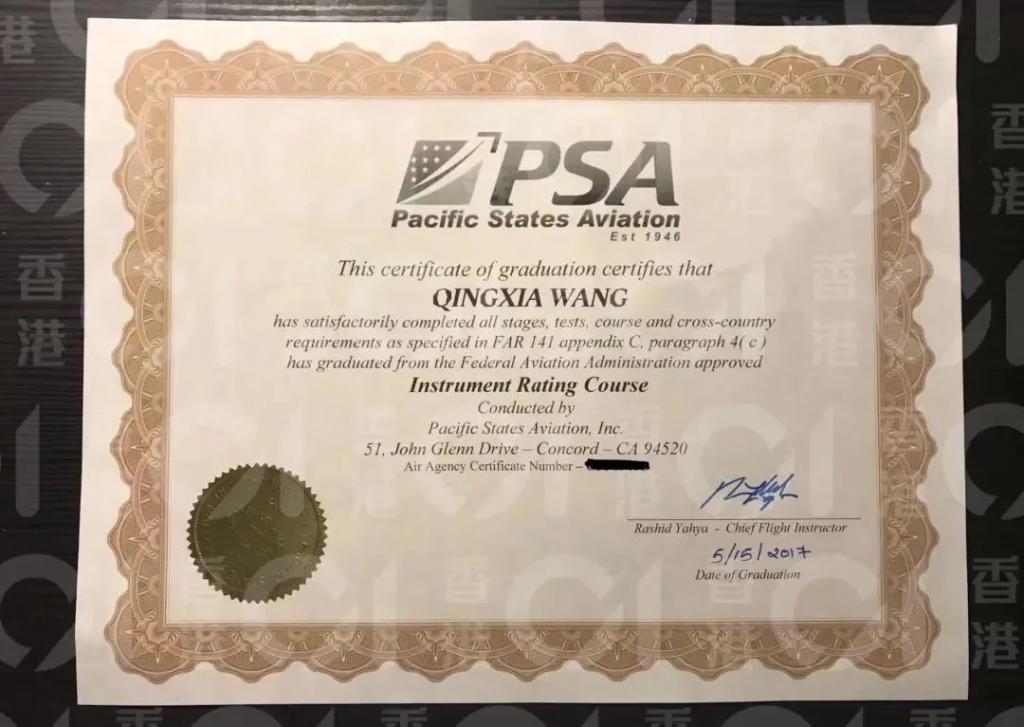 PSA
Pacific States Aviation
Est 1946
This certificate of graduation certifies that
QINGXIA WANG
has satisfactorily completed all stages, tests, course and cross-country
requirements as specified in FAR 141 appendix C, paragraph 4( c )
has graduated from the Federal Aviation Administration approved
Instrument Rating Course
Conducted by
Pacific States Aviation, Inc.
51, John Glenn Drive – Concord – CA 94520
Air Agency Certificate Number –
Rashid Yahya - Chief Flight Instructor
5/15/2017
Date of Graduation
香港
01